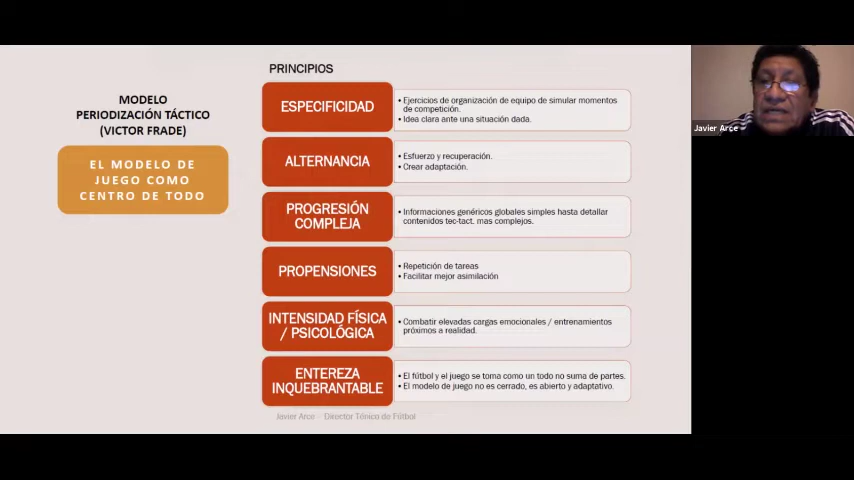 PRINCIPIOS
MODELO
PERIODIZACIÓN TÁCTICO
(VICTOR FRADE)
EL MODELO DE
JUEGO COMO
CENTRO DE TODO
ESPECIFICIDAD
• Ejercicios de organización de equipo de simular momentos
de competición.
• Idea clara ante una situación dada.
ALTERNANCIA
• Esfuerzo y recuperación.
• Crear adaptación.
PROGRESIÓN
COMPLEJA
• Informaciones genéricos globales simples hasta detallar
contenidos tec-tact. mas complejos.
PROPENSIONES
• Repetición de tareas
• Facilitar mejor asimilación
INTENSIDAD FÍSICA
/ PSICOLÓGICA
• Combatir elevadas cargas emocionales / entrenamientos
próximos a realidad.
ENTEREZA
INQUEBRANTABLE
• El fútbol y el juego se toma como un todo no suma de partes.
• El modelo de juego no es cerrado, es abierto y adaptativo.
Javier Arce – Director Ténico de Fútbol
Javier Arce